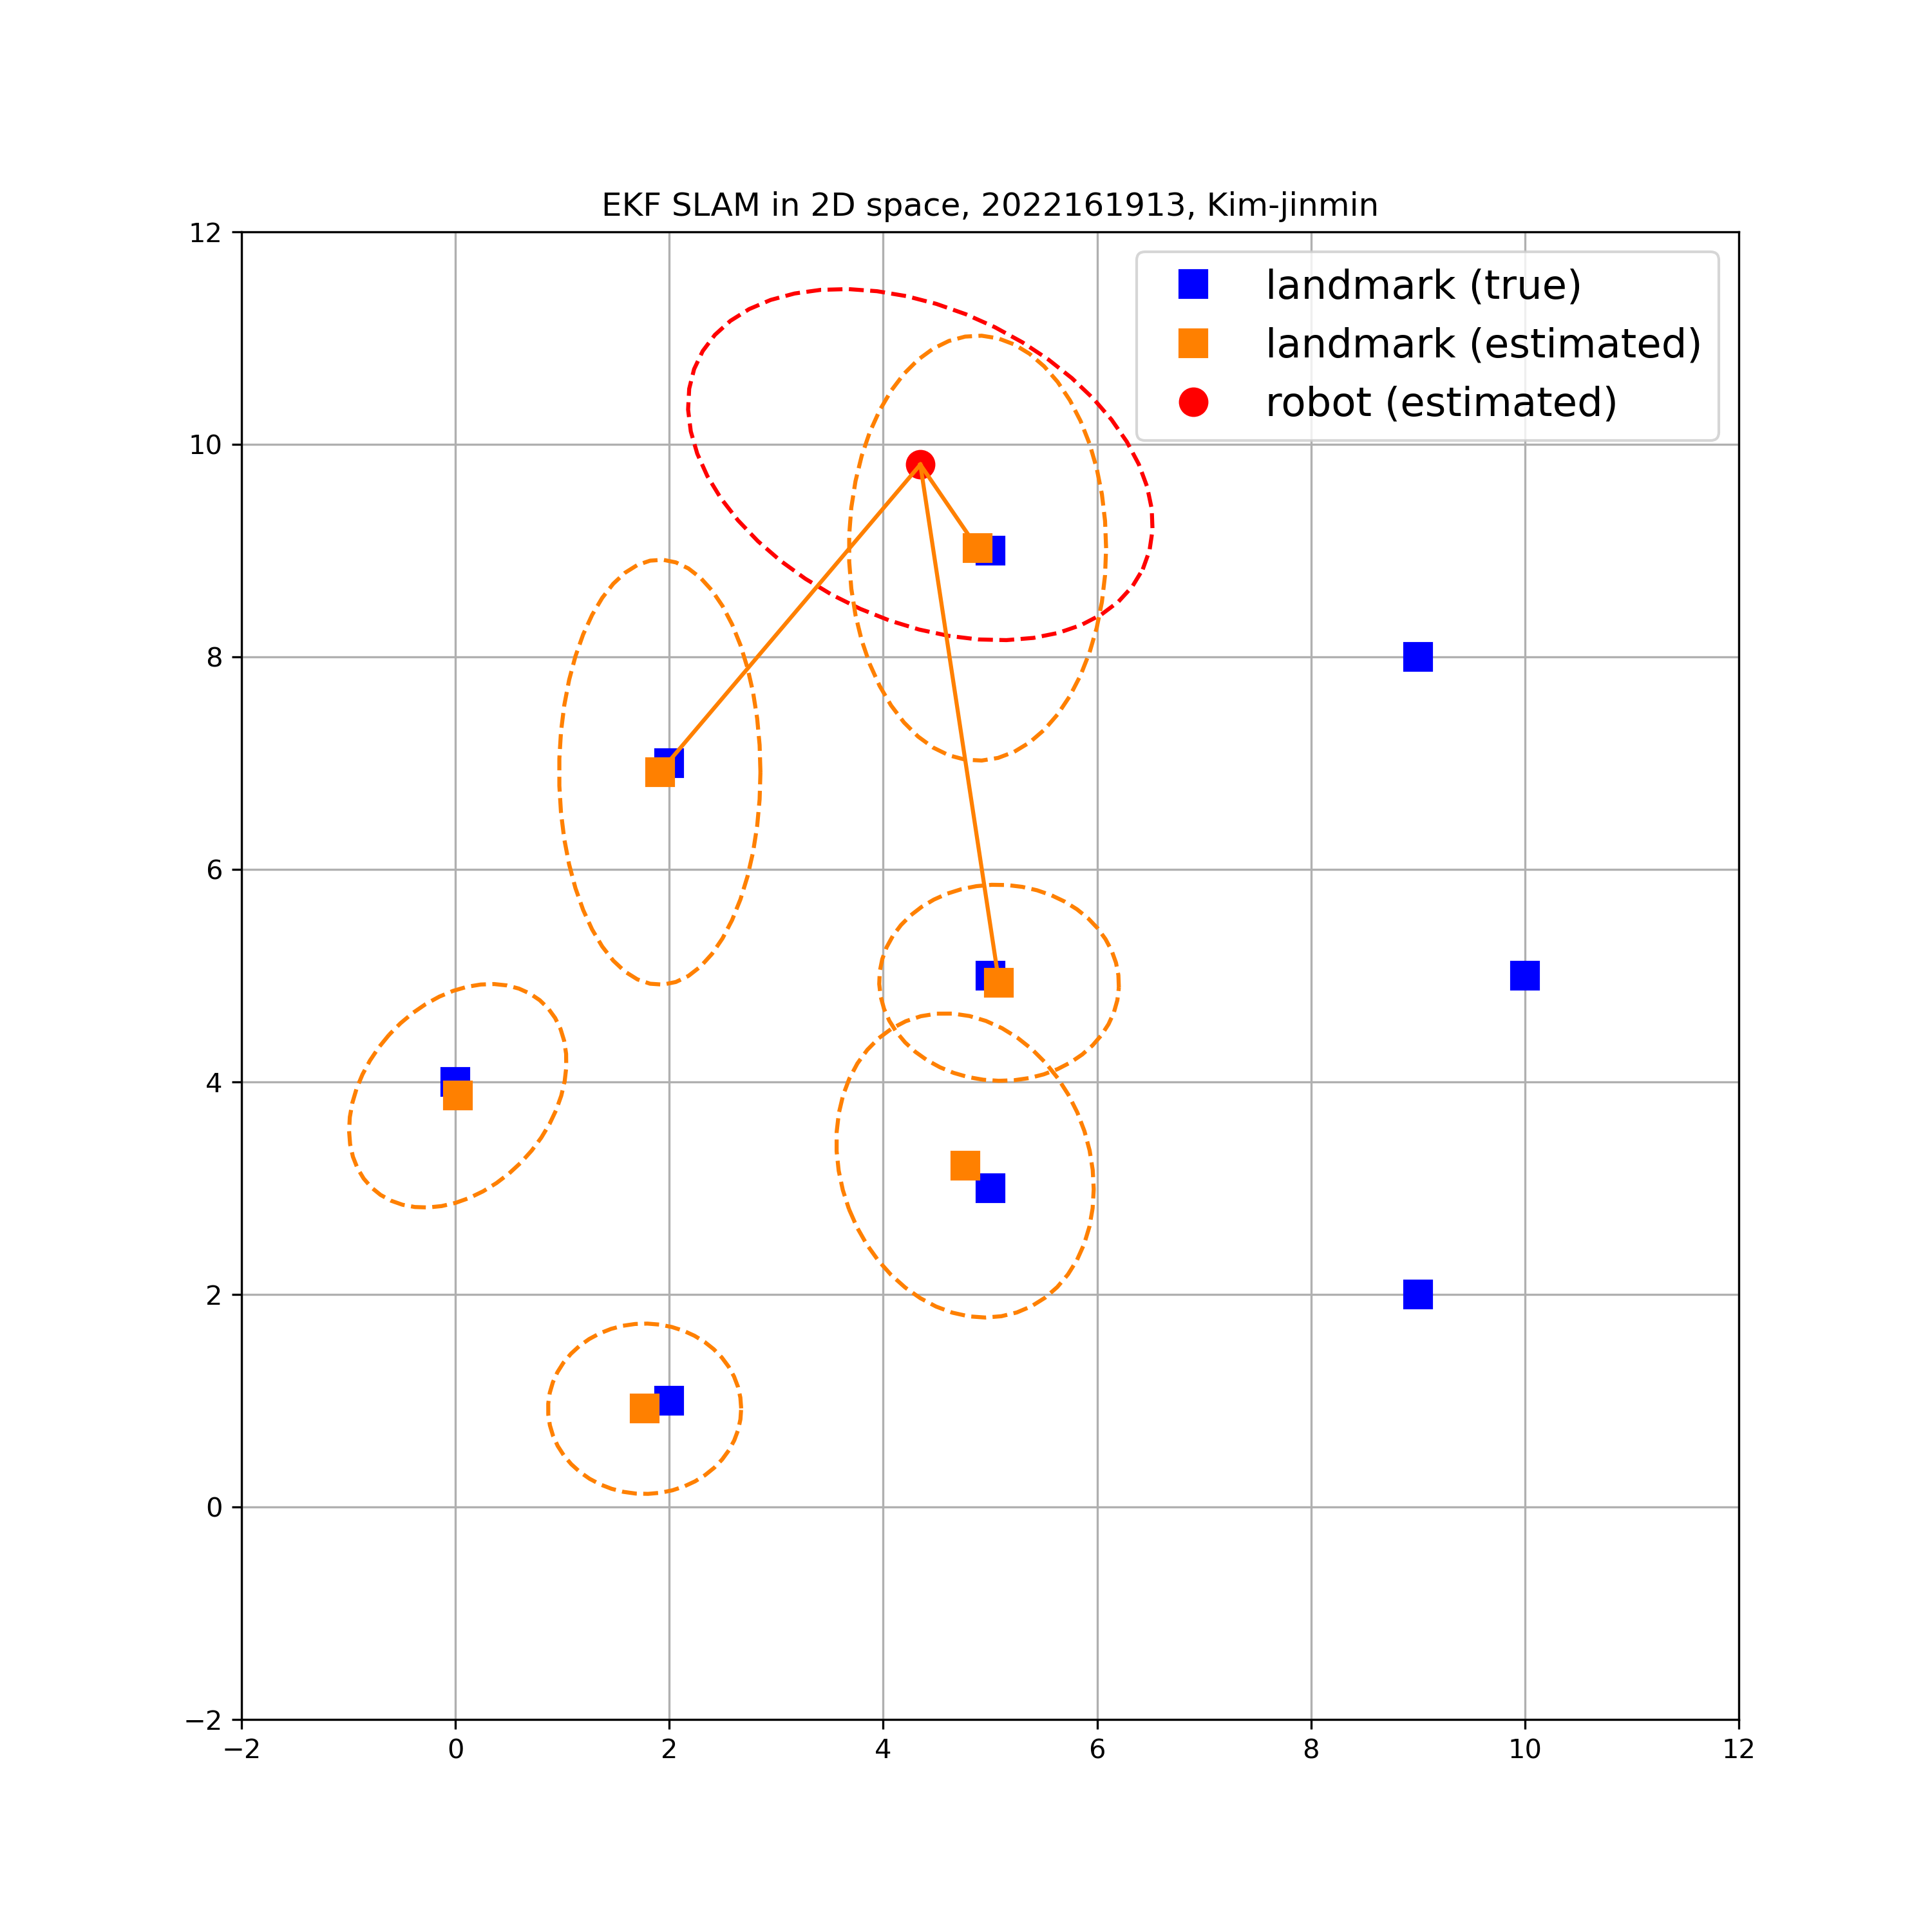 EKF SLAM in 2D space, 2022161913, Kim-jinmin
12
landmark (true)
landmark (estimated)
robot (estimated)
10
8
6
4
2
0
−2
−2 0 2 4 6 8 10 12